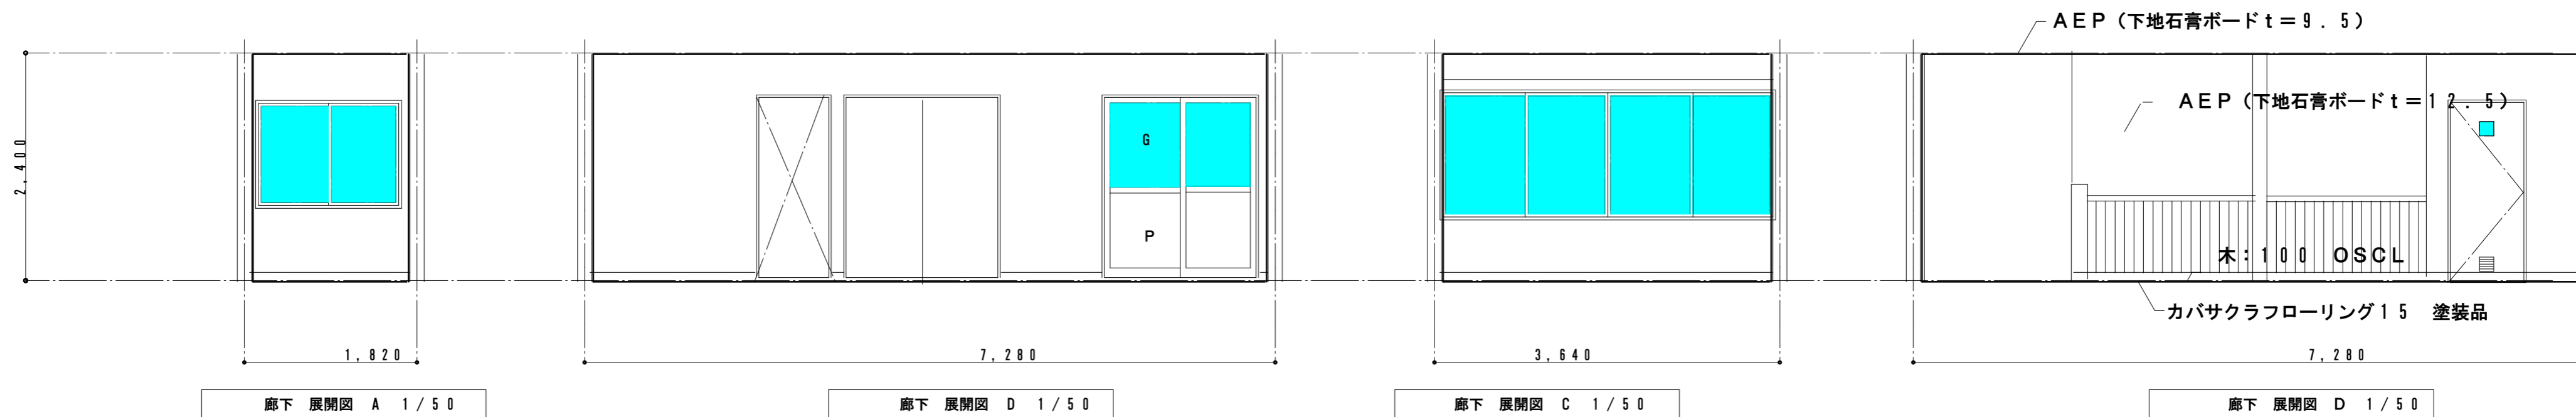 AEP（下地石膏ボードt＝9．5）
AEP（下地石膏ボードt＝12．5）
2,400
G
P
木：100　OSCL
カバサクラフローリング15　塗装品
1,820
7,280
3,640
7,280
廊下　展開図　A　1/50
廊下　展開図　D　1/50
廊下　展開図　C　1/50
廊下　展開図　D　1/50